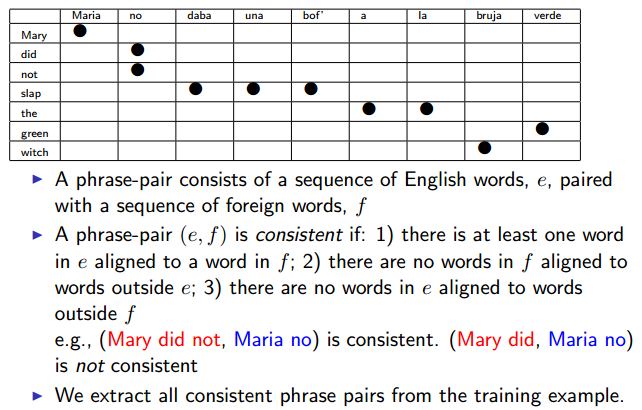 Maria no daba una bof' a la bruja verde
Mary
did
not
slap
the
green
witch
A phrase-pair consists of a sequence of English words, e, paired
with a sequence of foreign words, f
A phrase-pair (e, f) is consistent if: 1) there is at least one word
in e aligned to a word in f; 2) there are no words in f aligned to
words outside e; 3) there are no words in e aligned to words
outside f
e.g., (Mary did not, Maria no) is consistent. (Mary did, Maria no)
is not consistent
We extract all consistent phrase pairs from the training example.